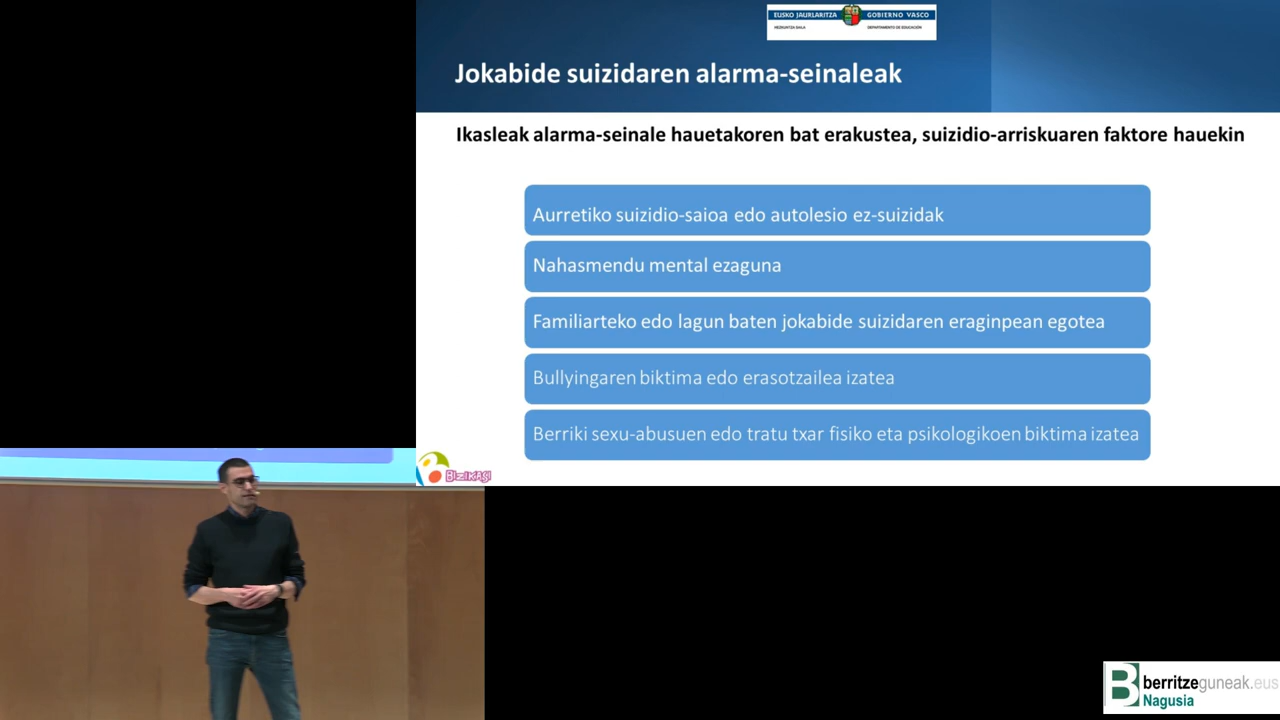 EUSKO JAURLARITZA
GOBIERNO VASCO
HEZKUNTZA SAILA
DEPARTAMENTO DE EDUCACIÓN
Jokabide suizidaren alarma-seinaleak
Ikasleak alarma-seinale hauetakoren bat erakustea, suizidio-arriskuaren faktore hauekin
Aurretiko suizidio-saioa edo autolesio ez-suizidak
Nahasmendu mental ezaguna
Familiarteko edo lagun baten jokabide suizidaren eraginpean egotea
Bullyingaren biktima edo erasotzailea izatea
Berriki sexu-abusuen edo tratu txar fisiko eta psikologikoen biktima izatea
BIZIKASI
B berritzeguneak.eus
Nagusia